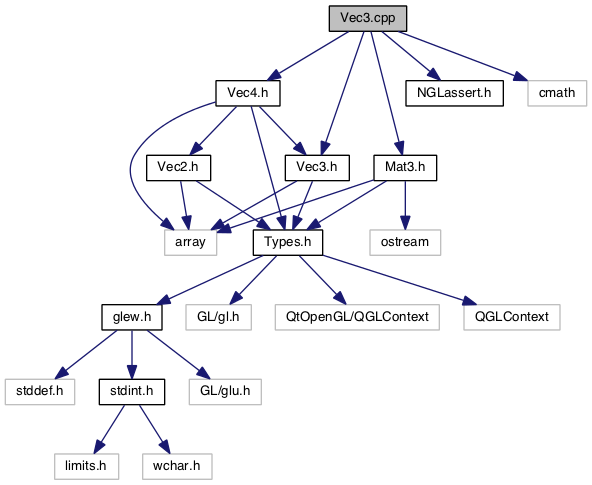 Vec3.cpp
Vec4.h
NGLassert.h
cmath
Vec2.h
Vec3.h
Mat3.h
array
Types.h
ostream
glew.h
GL/gl.h
QtOpenGL/QGLContext
QGLContext
stddef.h
stdint.h
GL/glu.h
limits.h
wchar.h